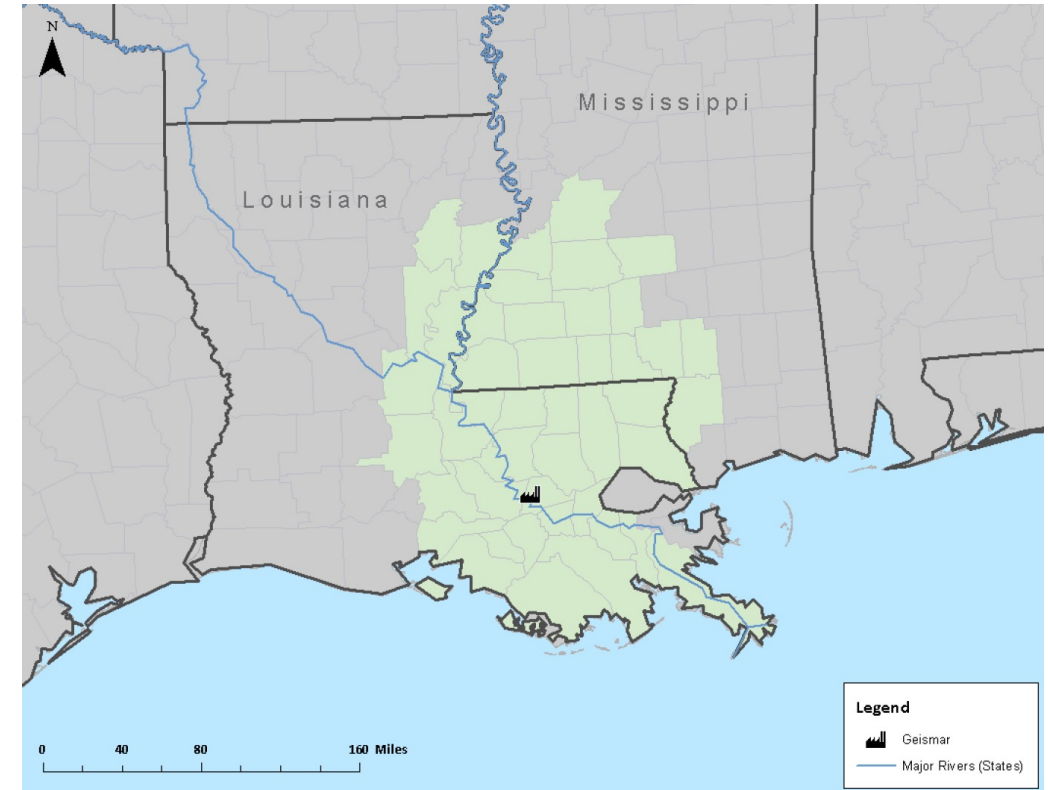 N
Mississippi
Louisiana
0 40 80 160 Miles
Legend
Geismar
Major Rivers (States)